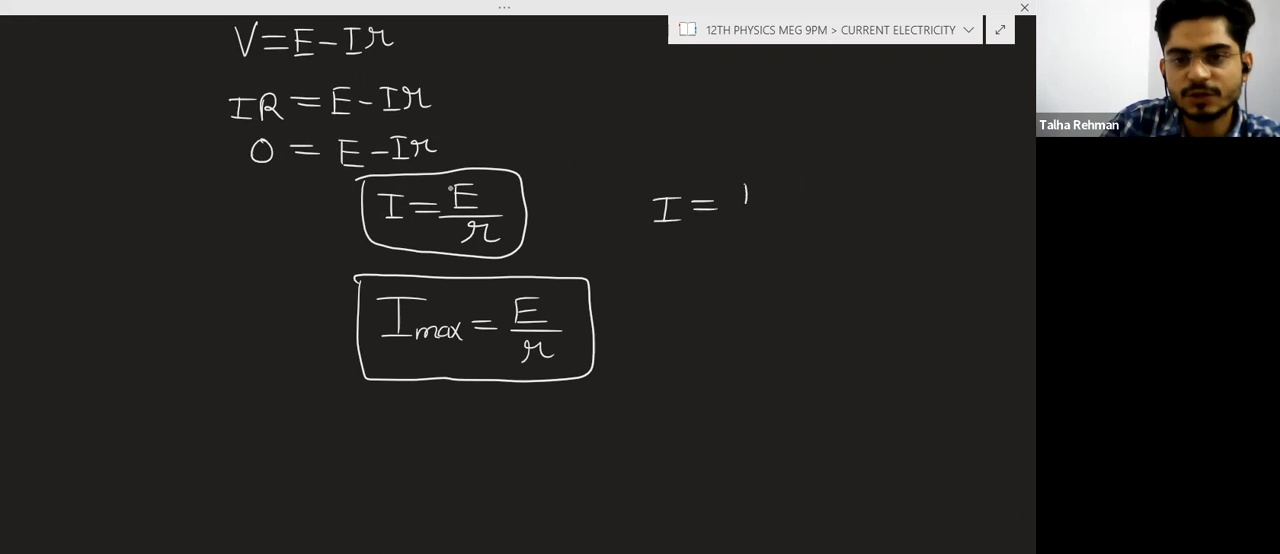 12TH PHYSICS MEG 9PM > CURRENT ELECTRICITY
V=E-Ir
IR = E-Ir
0 = E-Ir
I=E/r
I =
Imax = E/r
Talha Rehman